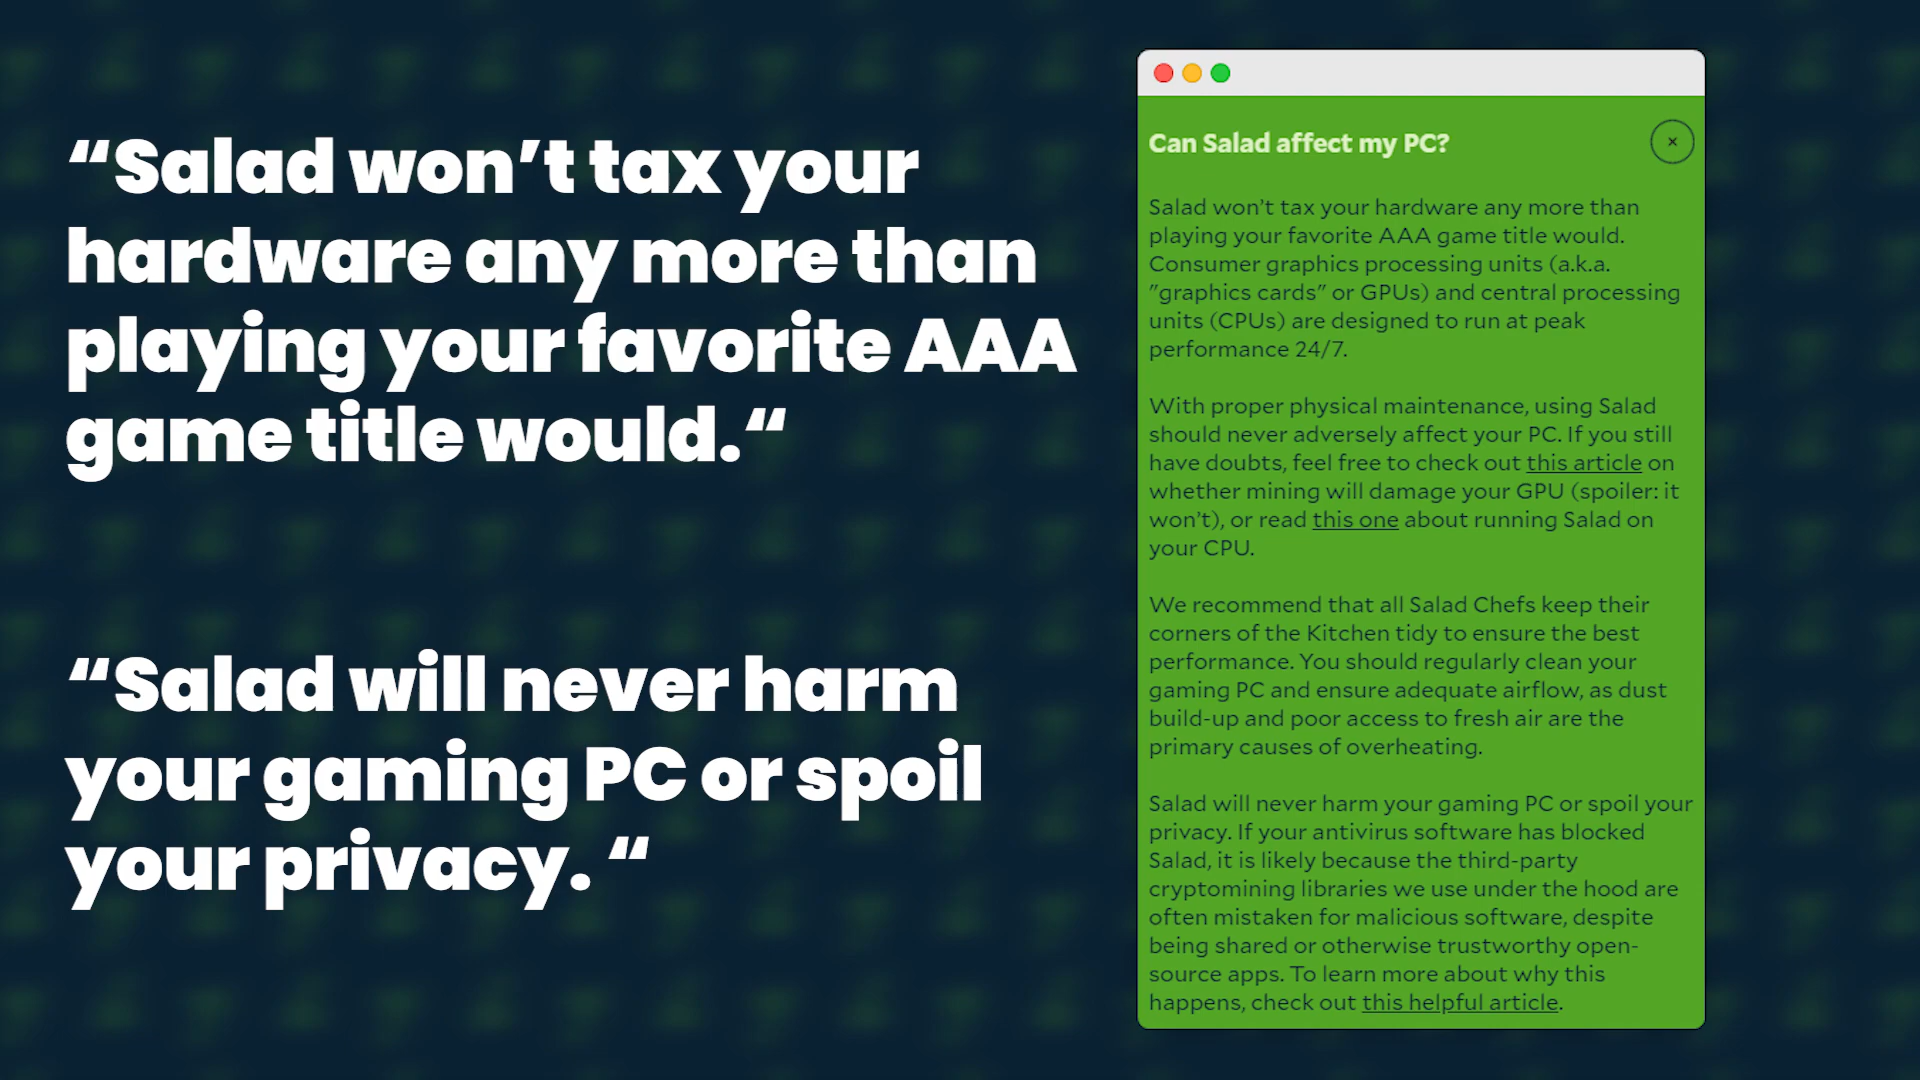 “Salad won’t tax your
hardware any more than
playing your favorite AAA
game title would.“
“Salad will never harm
your gaming PC or spoil
your privacy. “
Can Salad affect my PC?
×
Salad won’t tax your hardware any more than
playing your favorite AAA game title would.
Consumer graphics processing units (a.k.a.
"graphics cards" or GPUs) and central processing
units (CPUs) are designed to run at peak
performance 24/7.
With proper physical maintenance, using Salad
should never adversely affect your PC. If you still
have doubts, feel free to check out this article on
whether mining will damage your GPU (spoiler: it
won’t), or read this one about running Salad on
your CPU.
We recommend that all Salad Chefs keep their
corners of the Kitchen tidy to ensure the best
performance. You should regularly clean your
gaming PC and ensure adequate airflow, as dust
build-up and poor access to fresh air are the
primary causes of overheating.
Salad will never harm your gaming PC or spoil your
privacy. If your antivirus software has blocked
Salad, it is likely because the third-party
cryptomining libraries we use under the hood are
often mistaken for malicious software, despite
being shared or otherwise trustworthy open-
source apps. To learn more about why this
happens, check out this helpful article.